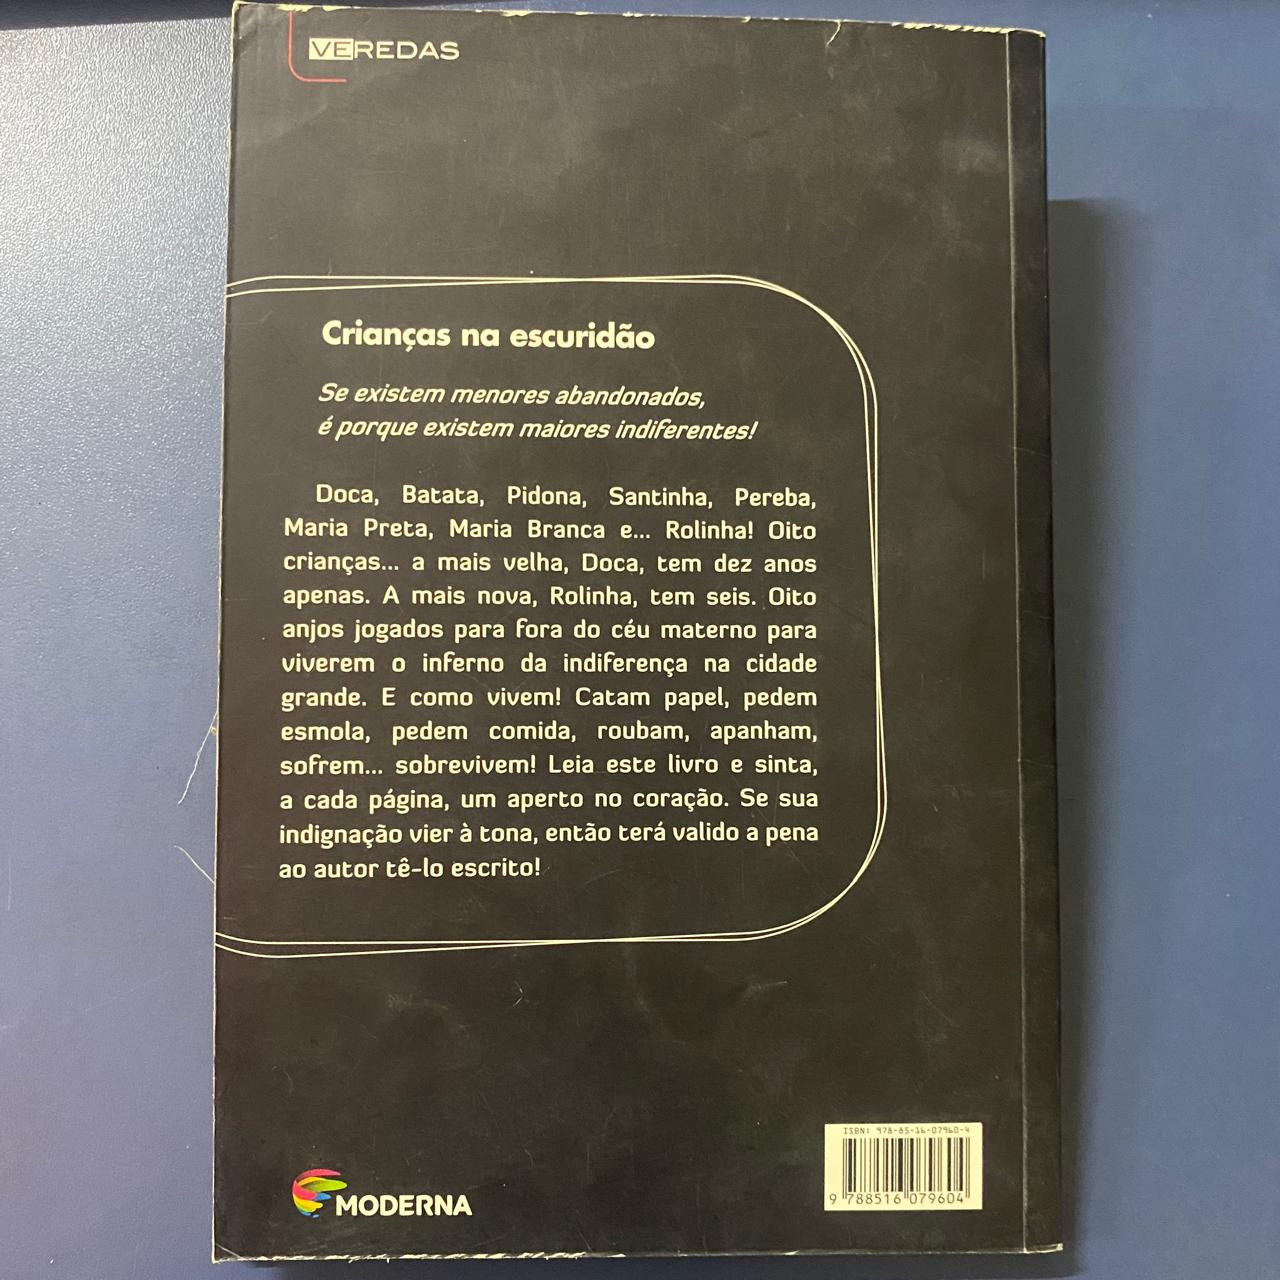 VEREDAS
Crianças na escuridão
Se existem menores abandonados,
é porque existem maiores indiferentes!
Doca, Batata, Pidona, Santinha, Pereba,
Maria Preta, Maria Branca e... Rolinha! Oito
crianças... a mais velha, Doca, tem dez anos
apenas. A mais nova, Rolinha, tem seis. Oito
anjos jogados para fora do céu materno para
viverem o inferno da indiferença na cidade
grande. E como vivem! Catam papel, pedem
esmola, pedem comida, roubam, apanham,
sofrem... sobrevivem! Leia este livro e sinta,
a cada página, um aperto no coração. Se sua
indignação vier à tona, então terá valido a pena
ao autor tê-lo escrito!
ISBN: 978-85-16-07960-4
9 788516 079604
MODERNA